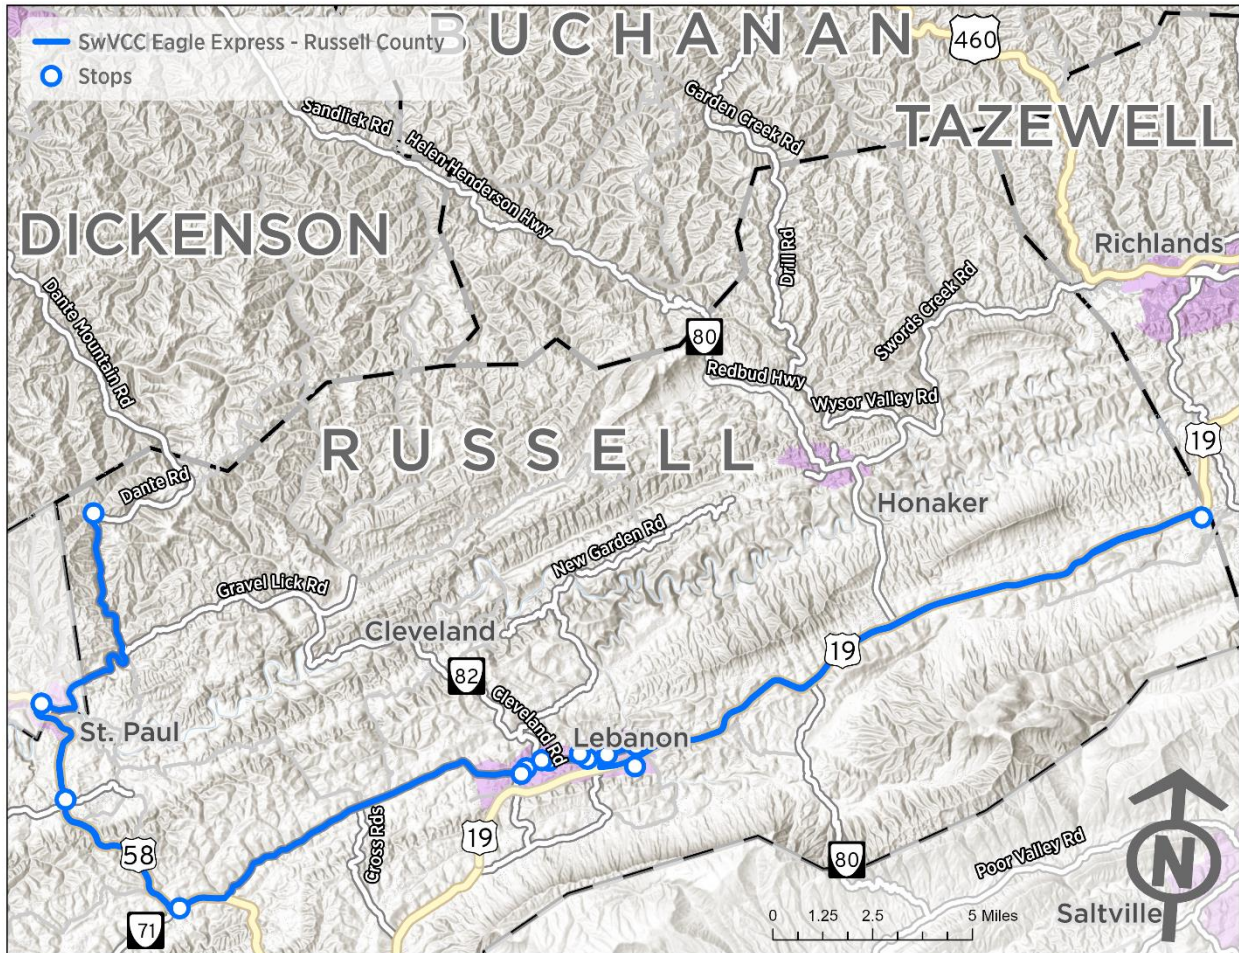 SwVCC Eagle Express - Russell County
Stops
BUCHANAN
460
TAZEWELL
Sandlick Rd
Helen Henderson Hwy
Garden Creek Rd
DICKENSON
Richlands
Dante Mountain Rd
Drill Rd
Swords Creek Rd
80
Redbud Hwy
Wysor Valley Rd
RUSSELL
19
Dante Rd
Honaker
New Garden Rd
Gravel Lick Rd
Cleveland
19
82
Cleveland Rd
St. Paul
Lebanon
Cross Rds
19
58
80
Poor Valley Rd
N
71
0 1.25 2.5 5 Miles
Saltville